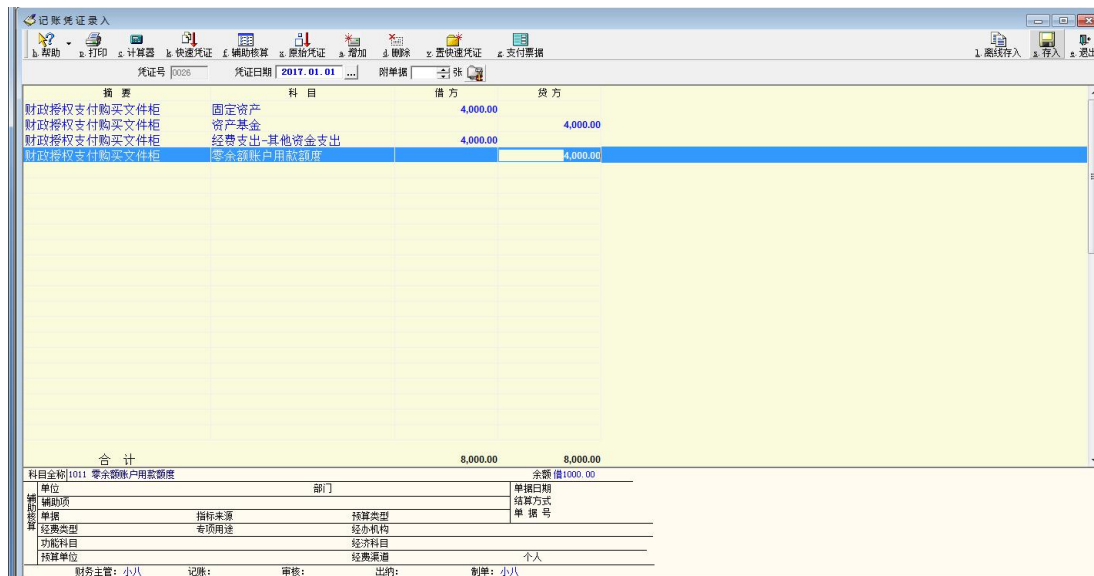 记账凭证录入
h.帮助 p.打印 c.计算器 k.快速凭证 f.辅助核算 x.原始凭证 a.增加 d.删除 v.置快速凭证 z.支付票据 l.离线存入 s.存入 e.退出
凭证号 0026 凭证日期 2017.01.01 ... 附单据 张
摘 要 科 目 借 方 贷 方
财政授权支付购买文件柜 固定资产 4,000.00
财政授权支付购买文件柜 资产基金 4,000.00
财政授权支付购买文件柜 经费支出-其他资金支出 4,000.00
财政授权支付购买文件柜 零余额账户用款额度 4,000.00
合 计 8,000.00 8,000.00
科目全称 1011 零余额账户用款额度 余额 借1000.00
辅助核算
单位 部门 单据日期
辅助项 结算方式
单据 指标来源 预算类型 单 据 号
经费类型 专项用途 经办机构
功能科目 经济科目
预算单位 经费渠道 个人
财务主管: 小八 记账: 审核: 出纳: 制单: 小八